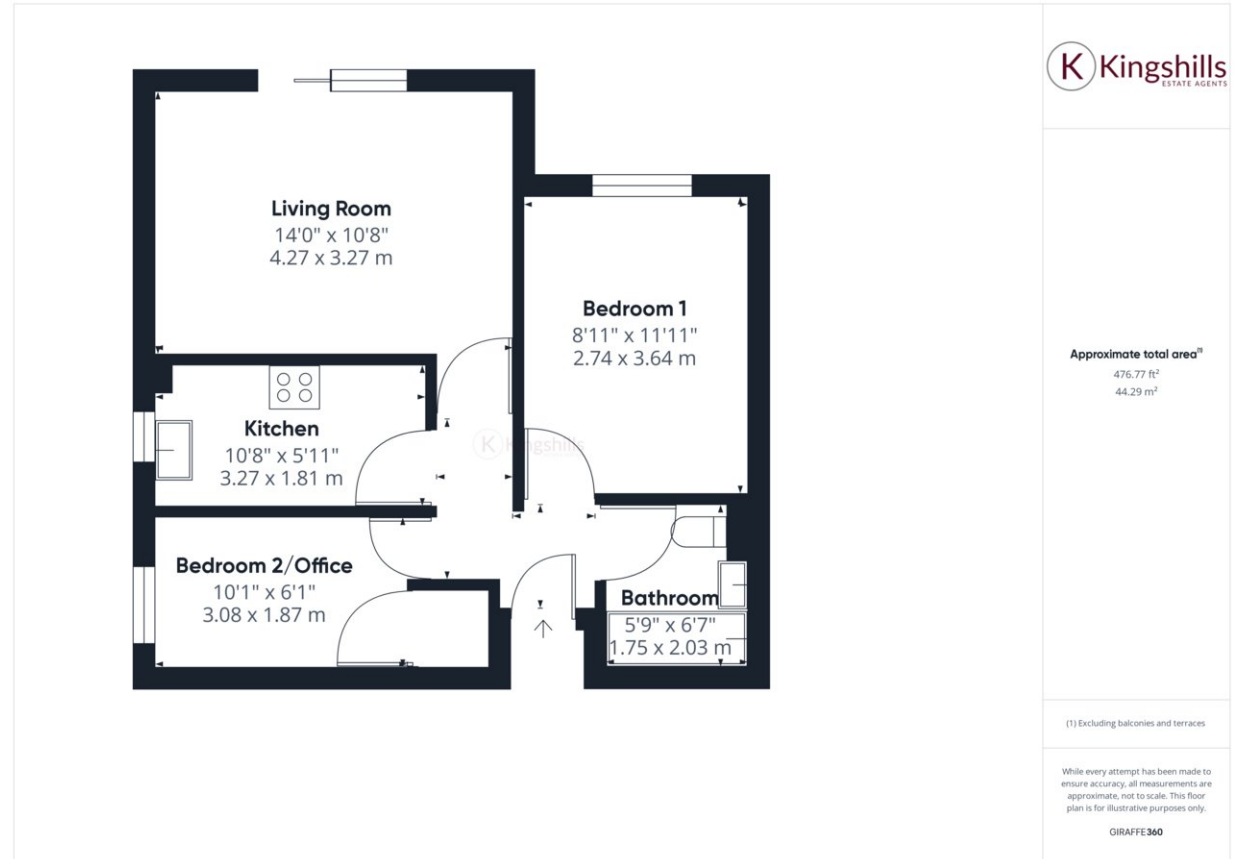 Living Room
14'0" x 10'8"
4.27 x 3.27 m
Bedroom 1
8'11" x 11'11"
2.74 x 3.64 m
Kitchen
10'8" x 5'11"
3.27 x 1.81 m
K Kingshills
Bedroom 2/Office
10'1" x 6'1"
3.08 x 1.87 m
Bathroom
5'9" x 6'7"
1.75 x 2.03 m
K Kingshills
ESTATE AGENTS
Approximate total area(1)
476.77 ft²
44.29 m²
(1) Excluding balconies and terraces
While every attempt has been made to
ensure accuracy, all measurements are
approximate, not to scale. This floor
plan is for illustrative purposes only.
GIRAFFE360